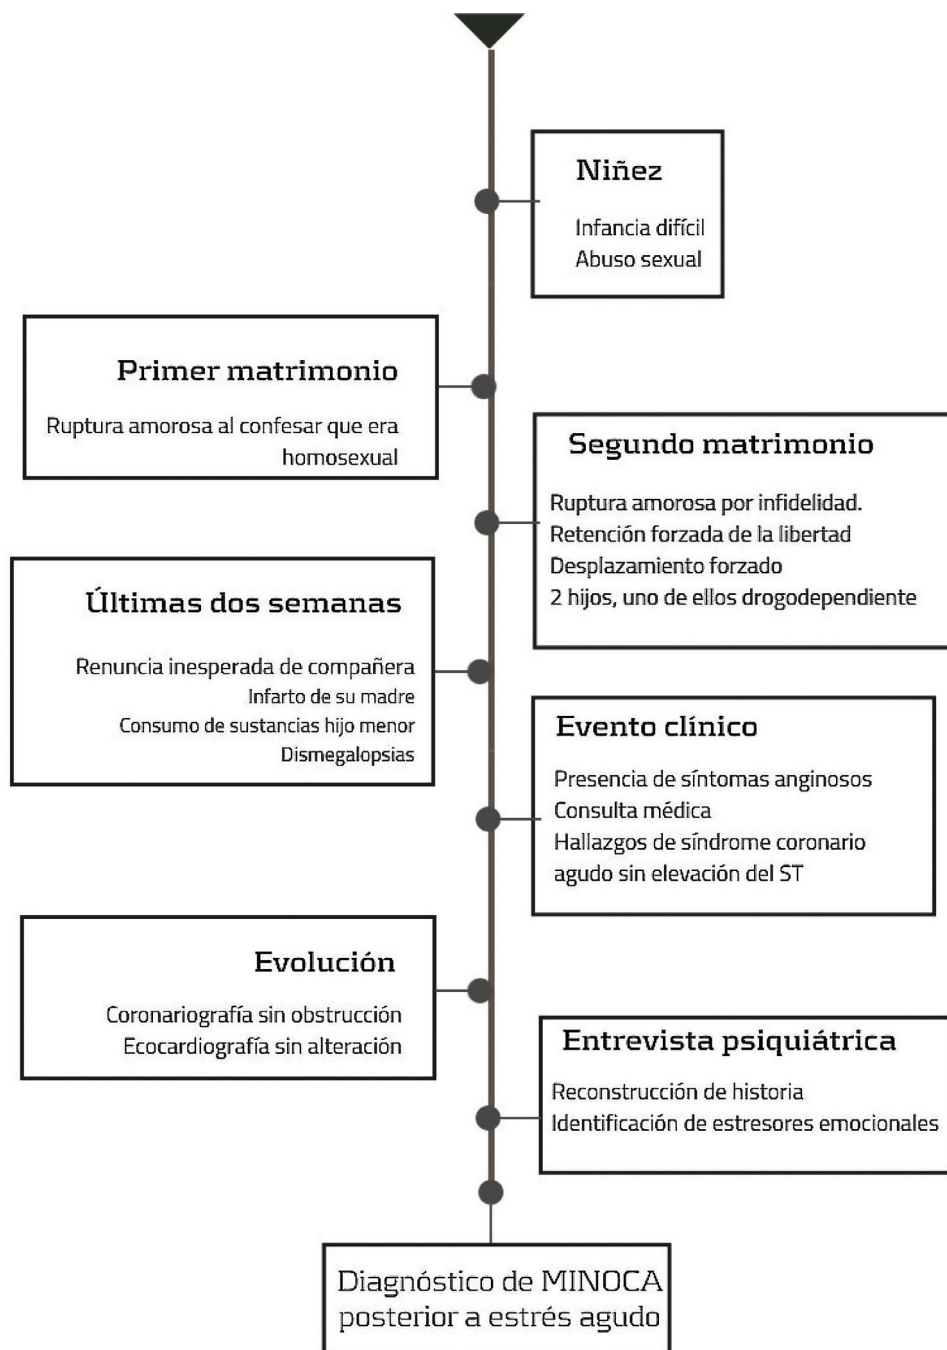 Niñez
Infancia difícil
Abuso sexual
Primer matrimonio
Ruptura amorosa al confesar que era
homosexual
Segundo matrimonio
Ruptura amorosa por infidelidad.
Retención forzada de la libertad
Desplazamiento forzado
2 hijos, uno de ellos drogodependiente
Últimas dos semanas
Renuncia inesperada de compañera
Infarto de su madre
Consumo de sustancias hijo menor
Dismegalopsias
Evento clínico
Presencia de síntomas anginosos
Consulta médica
Hallazgos de síndrome coronario
agudo sin elevación del ST
Evolución
Coronariografía sin obstrucción
Ecocardiografía sin alteración
Entrevista psiquiátrica
Reconstrucción de historia
Identificación de estresores emocionales
Diagnóstico de MINOCA
posterior a estrés agudo